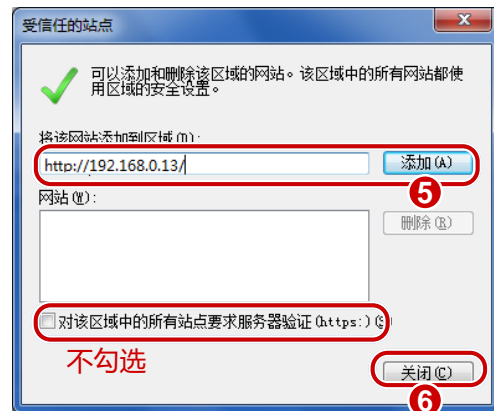 受信任的站点
可以添加和删除该区域的网站。该区域中的所有网站都使
用区域的安全设置。
将该网站添加到区域(D):
http://192.168.0.13/
添加(A)
5
网站(W):
删除(R)
对该区域中的所有站点要求服务器验证(https:)(S)
不勾选
关闭(C)
6